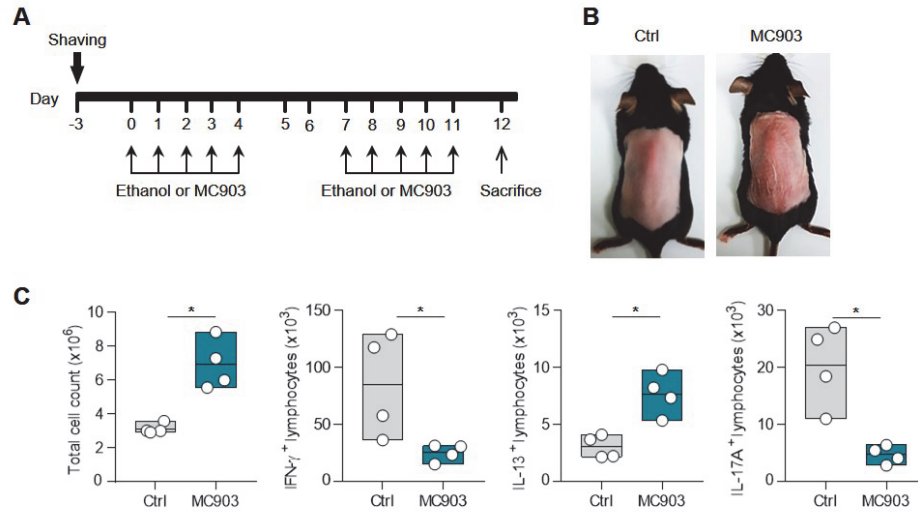 A
Shaving
Day
-3 0 1 2 3 4 5 6 7 8 9 10 11 12
Ethanol or MC903 Ethanol or MC903 Sacrifice
B
Ctrl MC903
C
Total cell count (x10⁶)
10
8
6
4
2
0
*
Ctrl MC903
IFN-γ⁺ lymphocytes (x10³)
150
100
50
0
*
Ctrl MC903
IL-13⁺ lymphocytes (x10³)
15
10
5
0
*
Ctrl MC903
IL-17A⁺ lymphocytes (x10³)
30
20
10
0
*
Ctrl MC903